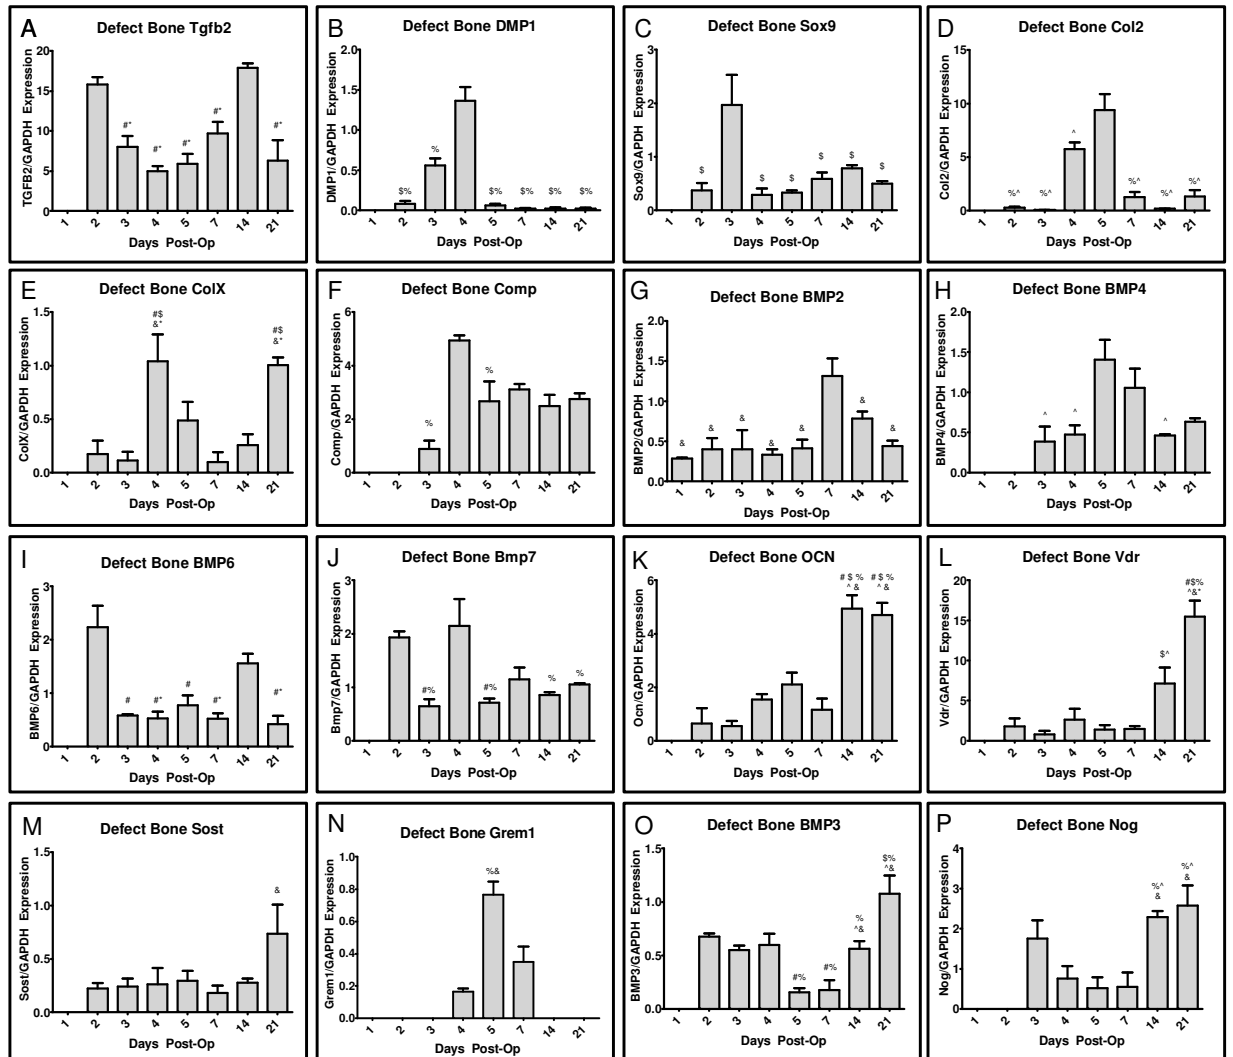 A
Defect Bone Tgfb2
TGFB2/GAPDH Expression
20
15
10
5
0
#* #* #* #* #*
1 2 3 4 5 7 14 21
Days Post-Op
B
Defect Bone DMP1
DMP1/GAPDH Expression
2.0
1.5
1.0
0.5
0.0
$% % $% $% $% $%
1 2 3 4 5 7 14 21
Days Post-Op
C
Defect Bone Sox9
Sox9/GAPDH Expression
3
2
1
0
$ $ $ $ $ $
1 2 3 4 5 7 14 21
Days Post-Op
D
Defect Bone Col2
Col2/GAPDH Expression
15
10
5
0
%^ %^ ^ %^ %^ %^
1 2 3 4 5 7 14 21
Days Post-Op
E
Defect Bone ColX
ColX/GAPDH Expression
1.5
1.0
0.5
0.0
#$ #$
&* &*
1 2 3 4 5 7 14 21
Days Post-Op
F
Defect Bone Comp
Comp/GAPDH Expression
6
4
2
0
% %
1 2 3 4 5 7 14 21
Days Post-Op
G
Defect Bone BMP2
BMP2/GAPDH Expression
2.0
1.5
1.0
0.5
0.0
& & & & & & &
1 2 3 4 5 7 14 21
Days Post-Op
H
Defect Bone BMP4
BMP4/GAPDH Expression
2.0
1.5
1.0
0.5
0.0
^ ^ ^
1 2 3 4 5 7 14 21
Days Post-Op
I
Defect Bone BMP6
BMP6/GAPDH Expression
3
2
1
0
# #* # #* #*
1 2 3 4 5 7 14 21
Days Post-Op
J
Defect Bone Bmp7
Bmp7/GAPDH Expression
3
2
1
0
#% #% % %
1 2 3 4 5 7 14 21
Days Post-Op
K
Defect Bone OCN
Ocn/GAPDH Expression
6
4
2
0
# $ % # $ %
^ & ^ &
1 2 3 4 5 7 14 21
Days Post-Op
L
Defect Bone Vdr
Vdr/GAPDH Expression
20
15
10
5
0
$^ #$%
^&*
1 2 3 4 5 7 14 21
Days Post-Op
M
Defect Bone Sost
Sost/GAPDH Expression
1.5
1.0
0.5
0.0
&
1 2 3 4 5 7 14 21
Days Post-Op
N
Defect Bone Grem1
Grem1/GAPDH Expression
1.0
0.8
0.6
0.4
0.2
0.0
%&
1 2 3 4 5 7 14 21
Days Post-Op
O
Defect Bone BMP3
BMP3/GAPDH Expression
1.5
1.0
0.5
0.0
#% #% % $%
^& ^&
1 2 3 4 5 7 14 21
Days Post-Op
P
Defect Bone Nog
Nog/GAPDH Expression
4
3
2
1
0
%^ %^
& &
1 2 3 4 5 7 14 21
Days Post-Op